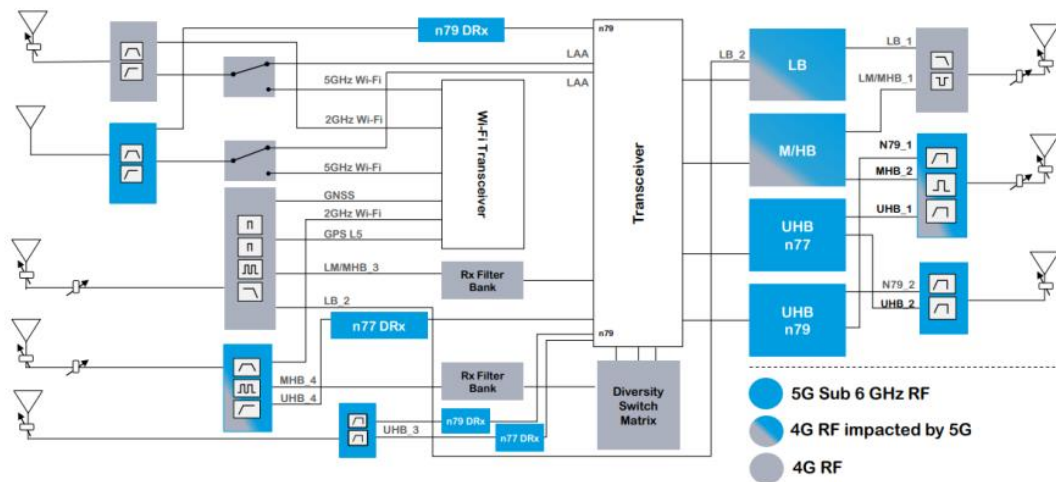 n79 DRx
n79
LAA
LAA
5GHz Wi-Fi
2GHz Wi-Fi
5GHz Wi-Fi
GNSS
2GHz Wi-Fi
GPS L5
LM/MHB_3
LB_2
Wi-Fi Transceiver
Rx Filter
Bank
n77 DRx
n79
MHB_4
UHB_4
Rx Filter
Bank
UHB_3
n79 DRx
n77 DRx
Transceiver
Diversity
Switch
Matrix
LB_2
LB
M/HB
UHB
n77
UHB
n79
LB_1
LM/MHB_1
N79_1
MHB_2
UHB_1
N79_2
UHB_2
5G Sub 6 GHz RF
4G RF impacted by 5G
4G RF